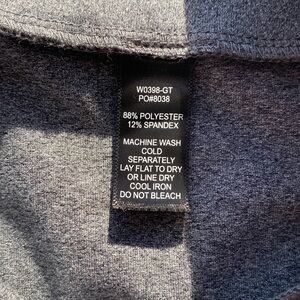 W0398-GT
PO#8038
88% POLYESTER
12% SPANDEX
MACHINE WASH
COLD
SEPARATELY
LAY FLAT TO DRY
OR LINE DRY
COOL IRON
DO NOT BLEACH